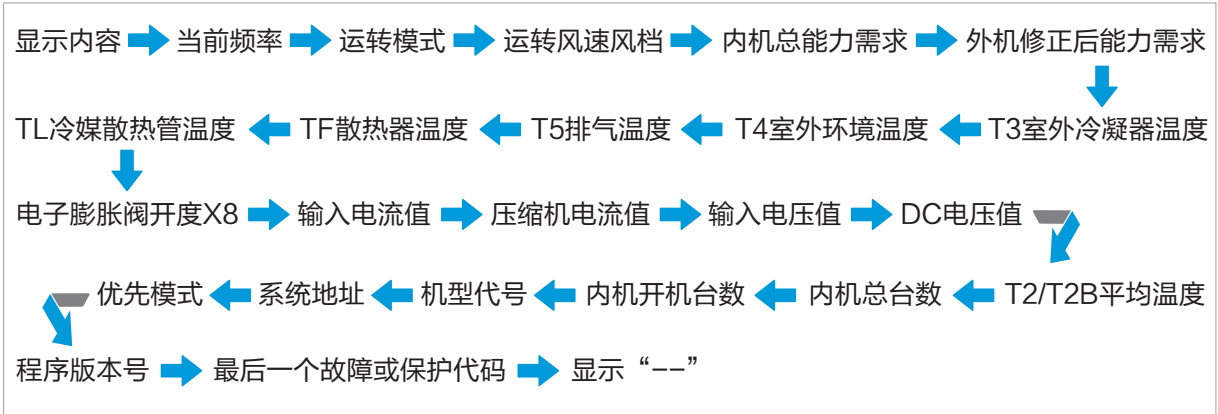 显示内容 当前频率 运转模式 运转风速风档 内机总能力需求 外机修正后能力需求
TL冷媒散热管温度 TF散热器温度 T5排气温度 T4室外环境温度 T3室外冷凝器温度
电子膨胀阀开度X8 输入电流值 压缩机电流值 输入电压值 DC电压值
优先模式 系统地址 机型代号 内机开机台数 内机总台数 T2/T2B平均温度
程序版本号 最后一个故障或保护代码 显示“--”